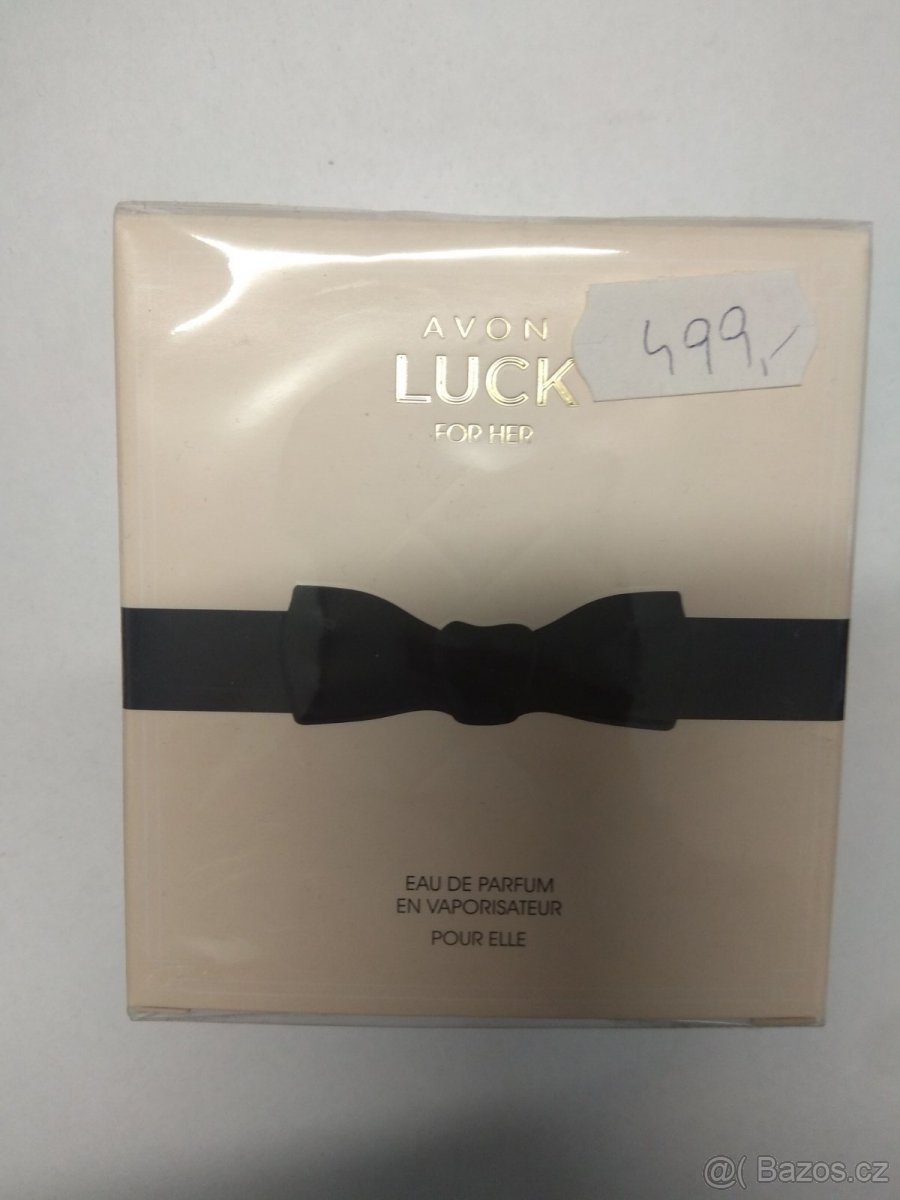 AVON
LUCK
FOR HER
499,-
EAU DE PARFUM
EN VAPORISATEUR
POUR ELLE
@( Bazos.cz